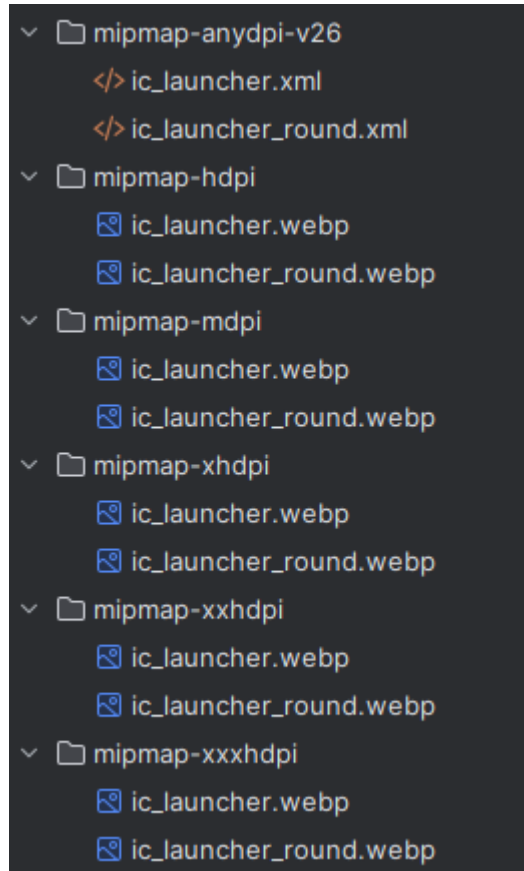 mipmap-anydpi-v26
ic_launcher.xml
ic_launcher_round.xml
mipmap-hdpi
ic_launcher.webp
ic_launcher_round.webp
mipmap-mdpi
ic_launcher.webp
ic_launcher_round.webp
mipmap-xhdpi
ic_launcher.webp
ic_launcher_round.webp
mipmap-xxhdpi
ic_launcher.webp
ic_launcher_round.webp
mipmap-xxxhdpi
ic_launcher.webp
ic_launcher_round.webp